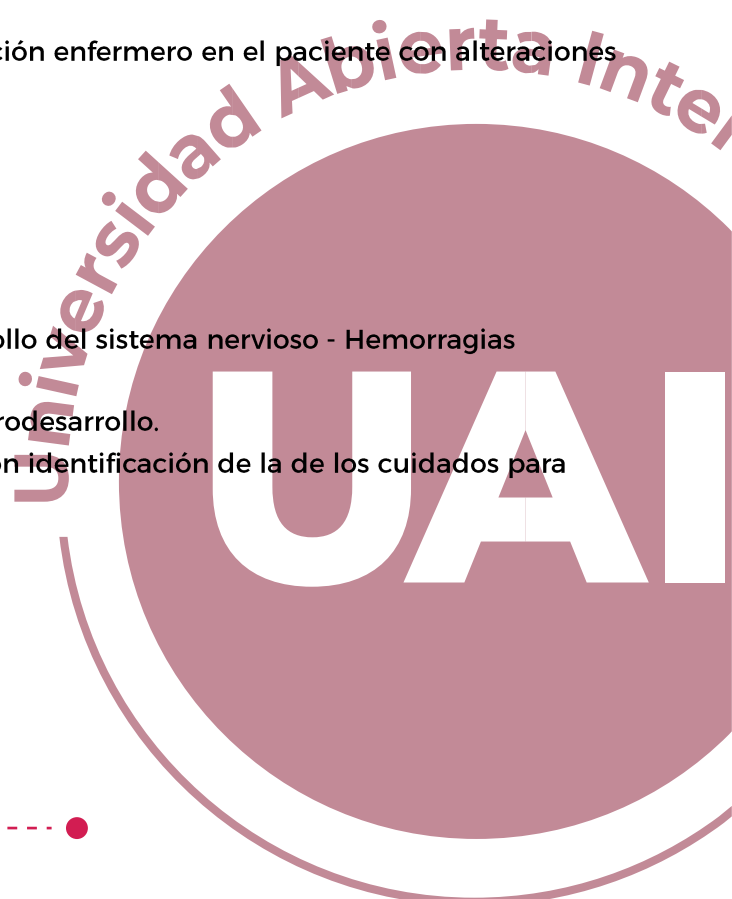 ción enfermero en el paciente con alteraciones
Universidad Abierta Inter
ollo del sistema nervioso - Hemorragias
UAI
rodesarrollo.
ón identificación de la de los cuidados para